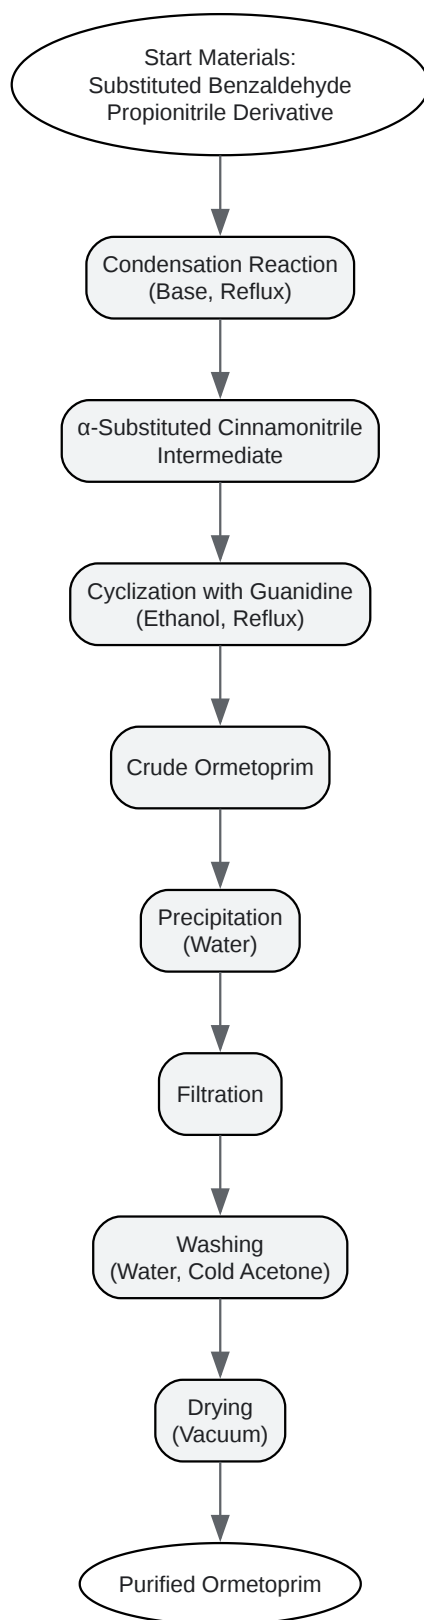 Start Materials:
Substituted Benzaldehyde
Propionitrile Derivative
Condensation Reaction
(Base, Reflux)
α-Substituted Cinnamonitrile
Intermediate
Cyclization with Guanidine
(Ethanol, Reflux)
Crude Ormetoprim
Precipitation
(Water)
Filtration
Washing
(Water, Cold Acetone)
Drying
(Vacuum)
Purified Ormetoprim